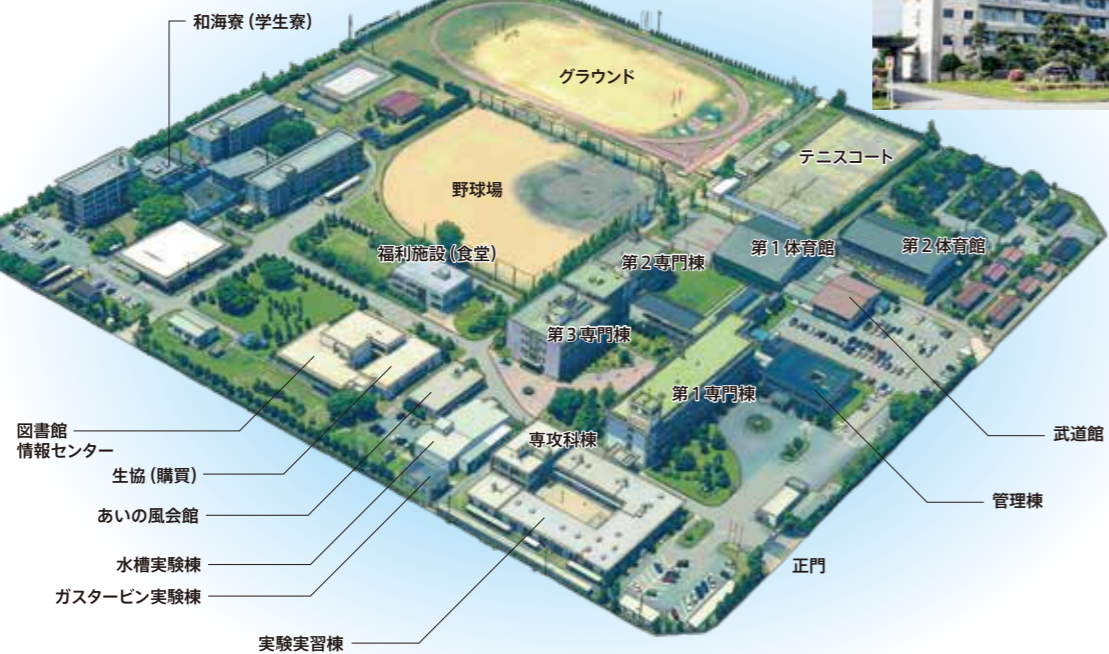 和海寮 (学生寮)
グラウンド
テニスコート
野球場
福利施設 (食堂)
第2専門棟
第1体育館
第2体育館
第3専門棟
第1専門棟
専攻科棟
図書館
情報センター
生協 (購買)
あいの風会館
水槽実験棟
ガスタービン実験棟
実験実習棟
武道館
管理棟
正門